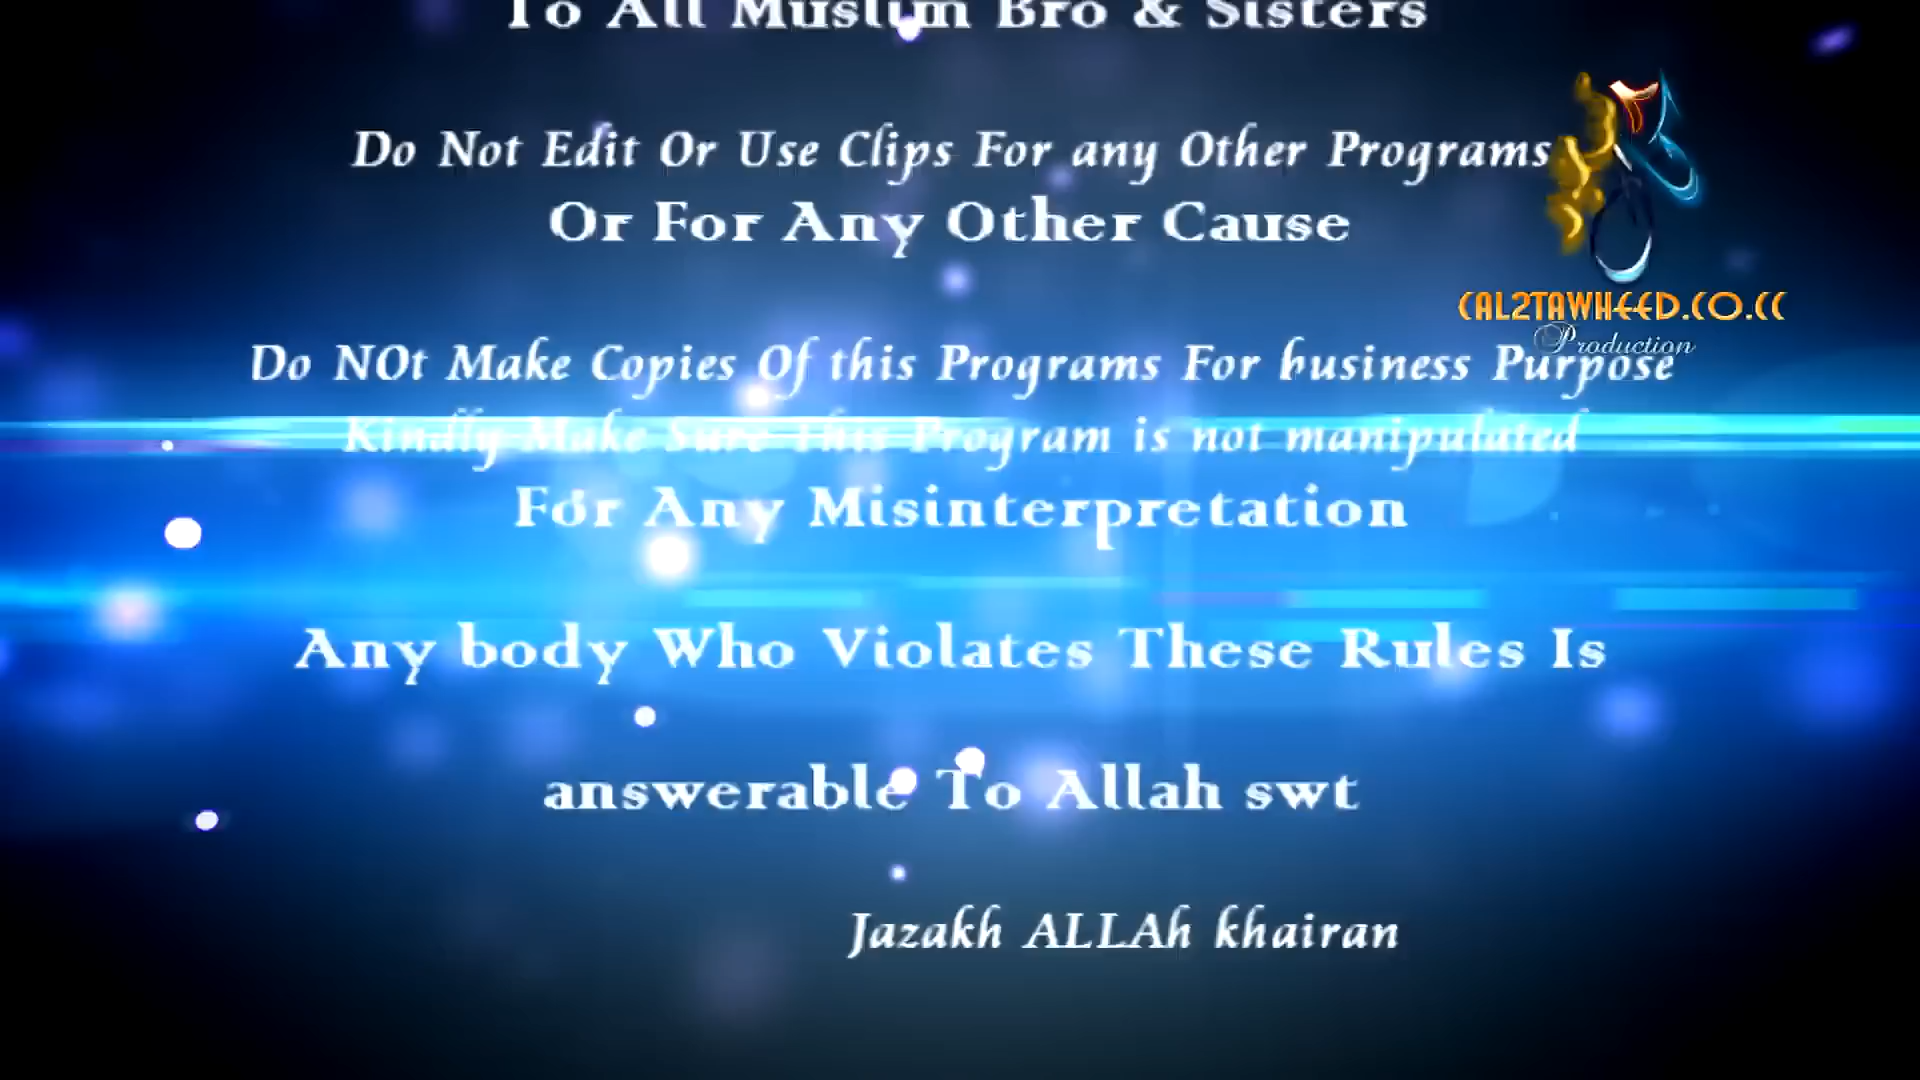 To All Muslim Bro & Sisters
Do Not Edit Or Use Clips For any Other Programs
Or For Any Other Cause
CAL2TAWHEED.CO.CC
Production
Do NOt Make Copies Of this Programs For business Purpose
Kindly Make Sure this Program is not manipulated
For Any Misinterpretation
Any body Who Violates These Rules Is
answerable To Allah swt
Jazakh ALLAh khairan